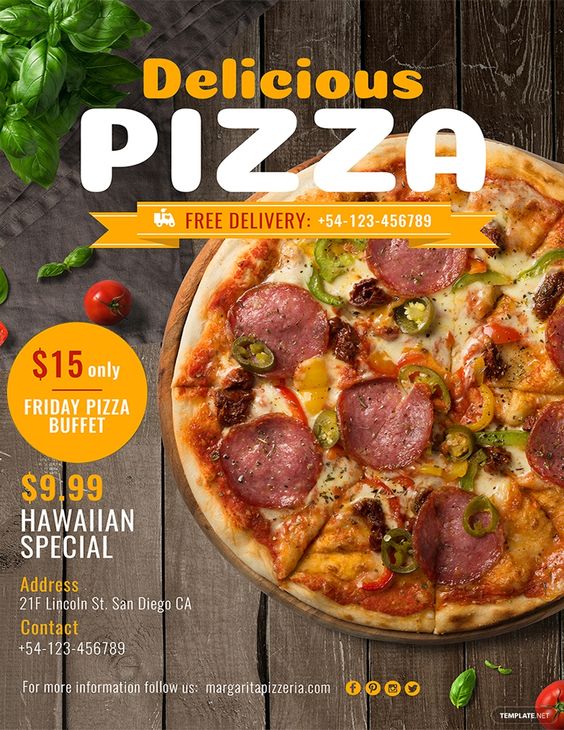 Delicious
PIZZA
FREE DELIVERY: +54-123-456789
$15 only
FRIDAY PIZZA
BUFFET
$9.99
HAWAIIAN
SPECIAL
Address
21F Lincoln St. San Diego CA
Contact
+54-123-456789
For more information follow us: margaritapizzeria.com
TEMPLATE.NET